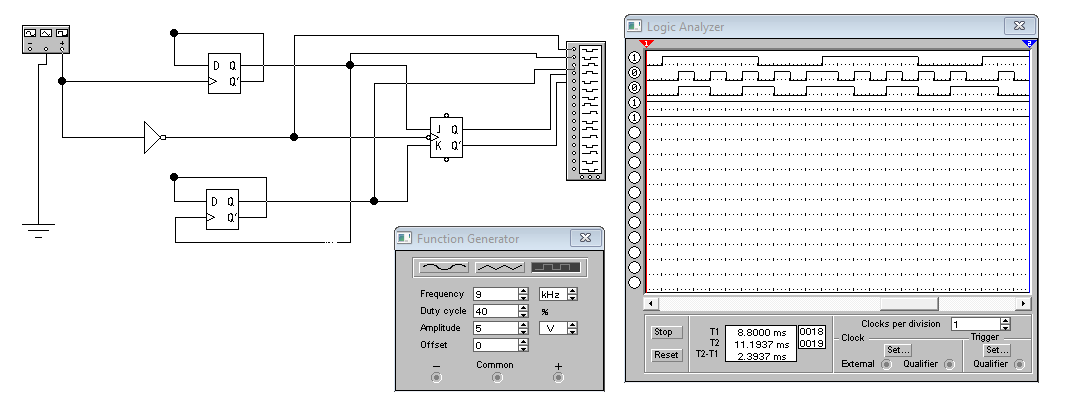 Logic Analyzer
1
2
D Q
Q'
1
0
0
1
1
J Q
K Q'
D Q
Q'
Function Generator
Frequency 9 kHz
Duty cycle 40 %
Amplitude 5 V
Offset 0
− Common +
Stop
Reset
T1 8.8000 ms 0018
T2 11.1937 ms 0019
T2-T1 2.3937 ms
Clocks per division 1
Clock Trigger
Set... Set...
External Qualifier Qualifier